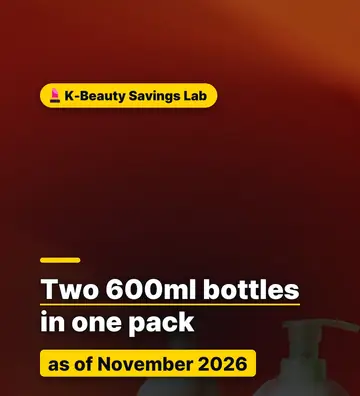 💄 K-Beauty Savings Lab
Two 600ml bottles
in one pack
as of November 2026